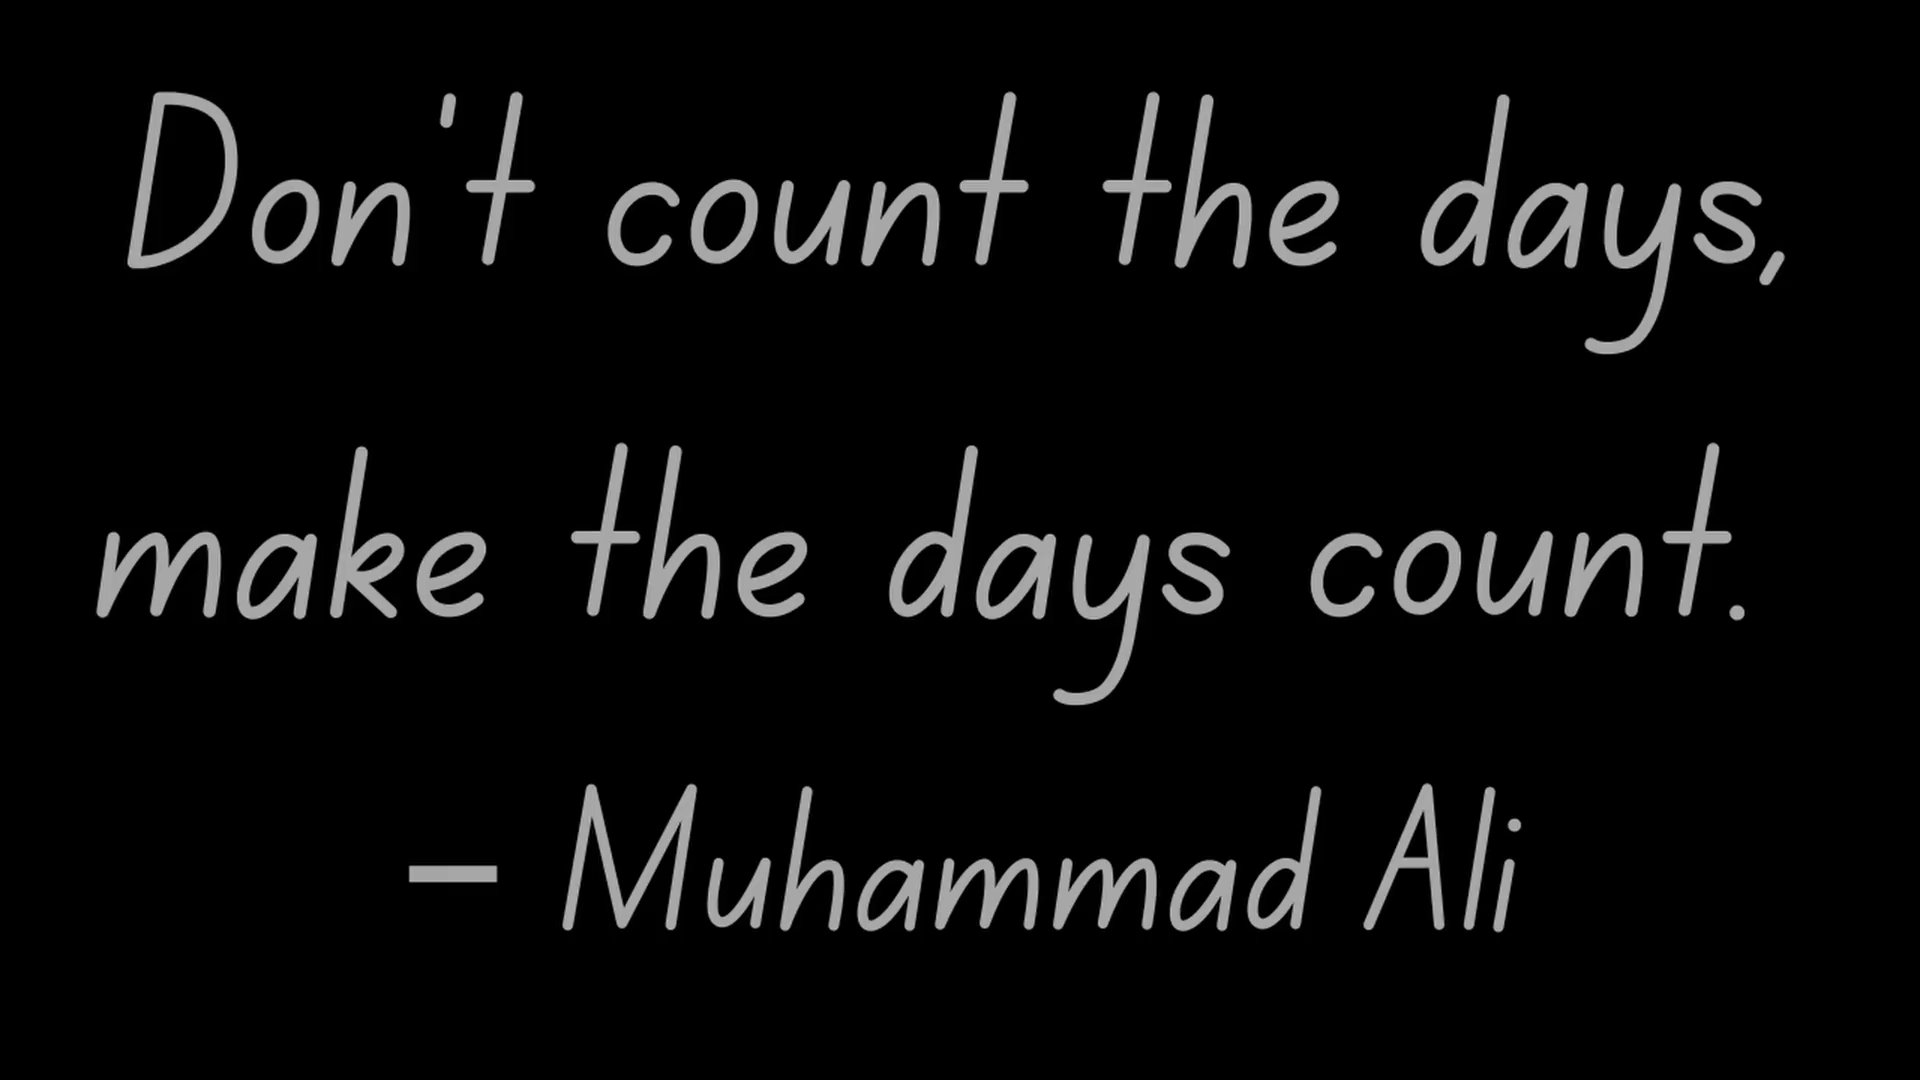 Don't count the days,
make the days count.
– Muhammad Ali